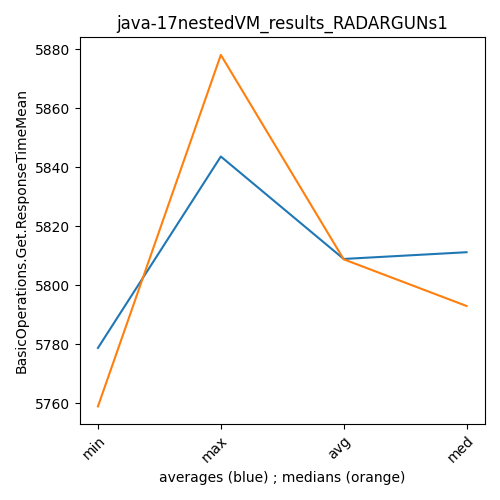 java-17nestedVM_results_RADARGUNs1
BasicOperations.Get.ResponseTimeMean
5880
5860
5840
5820
5800
5780
5760
min
max
avg
med
averages (blue) ; medians (orange)